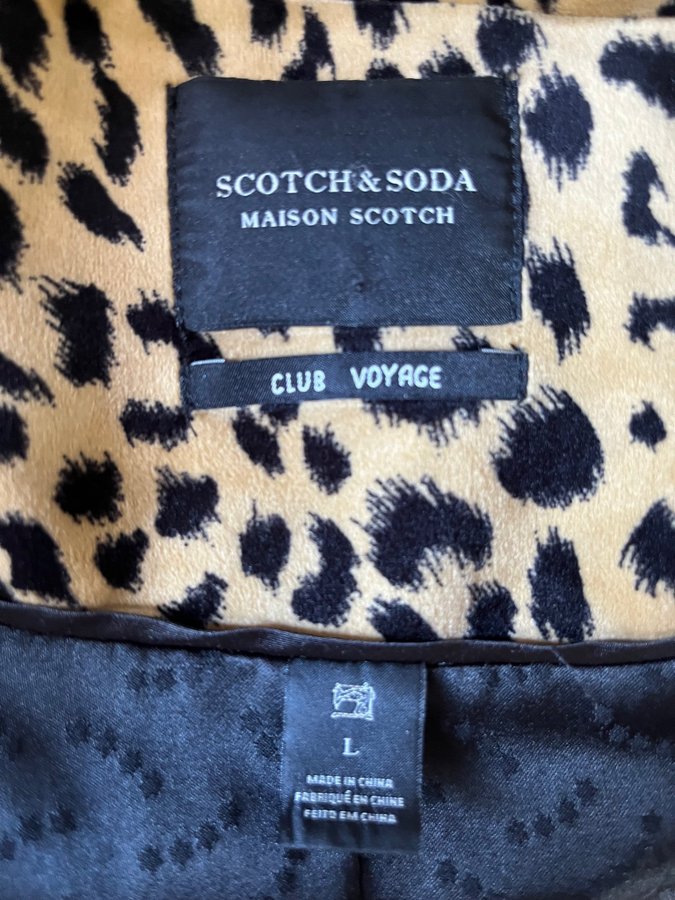 SCOTCH & SODA
MAISON SCOTCH
CLUB VOYAGE
L
MADE IN CHINA
FABRIQUÉ EN CHINE
FEITO EM CHINA